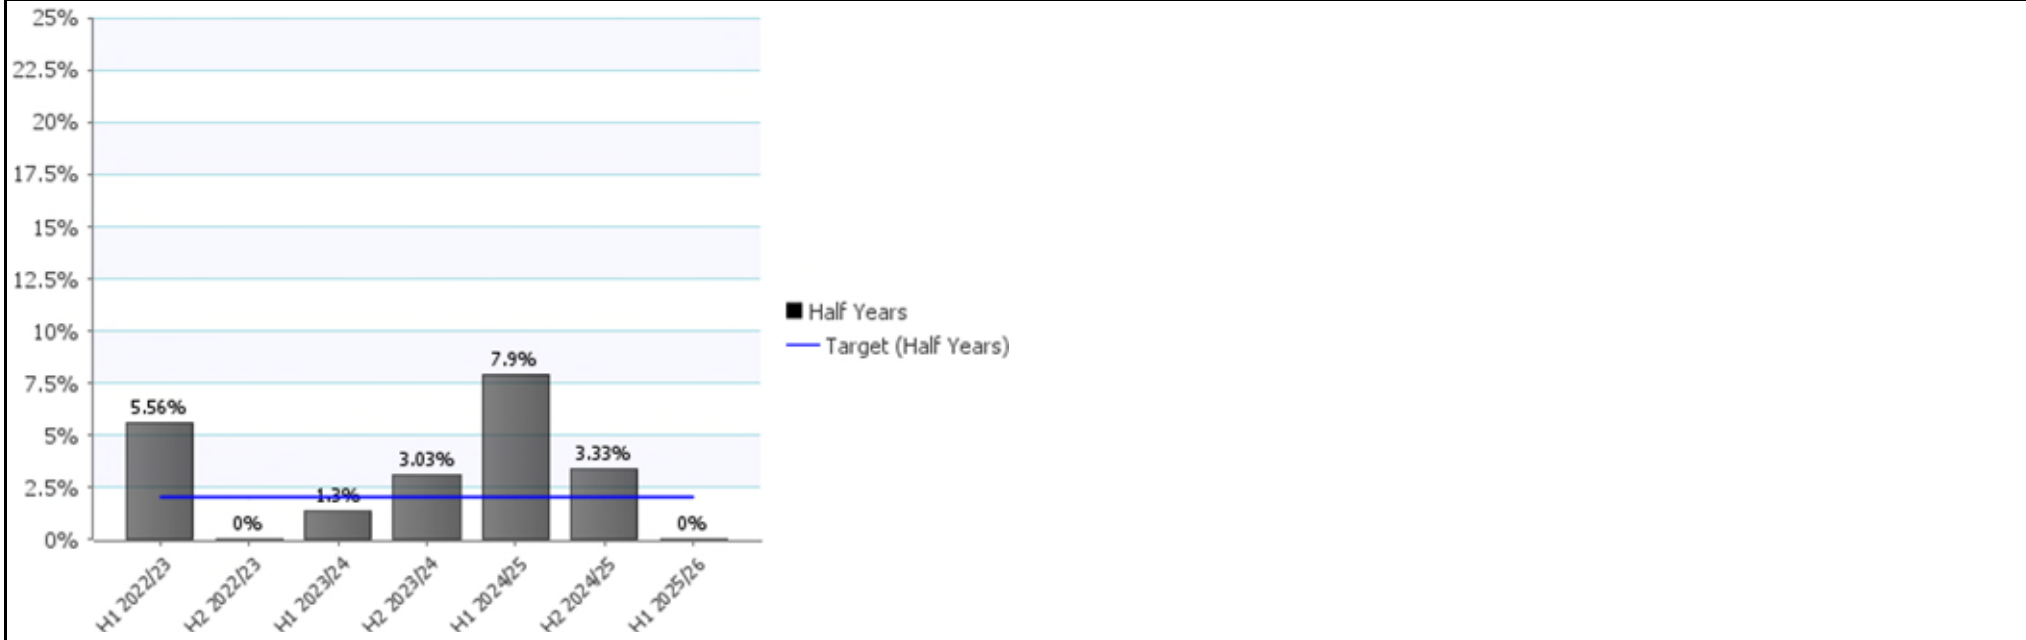 25%
22.5%
20%
17.5%
15%
12.5%
10%
7.5%
5%
2.5%
0%
5.56%
0%
1.3%
3.03%
7.9%
3.33%
0%
H1 2022/23
H2 2022/23
H1 2023/24
H2 2023/24
H1 2024/25
H2 2024/25
H1 2025/26
Half Years
Target (Half Years)